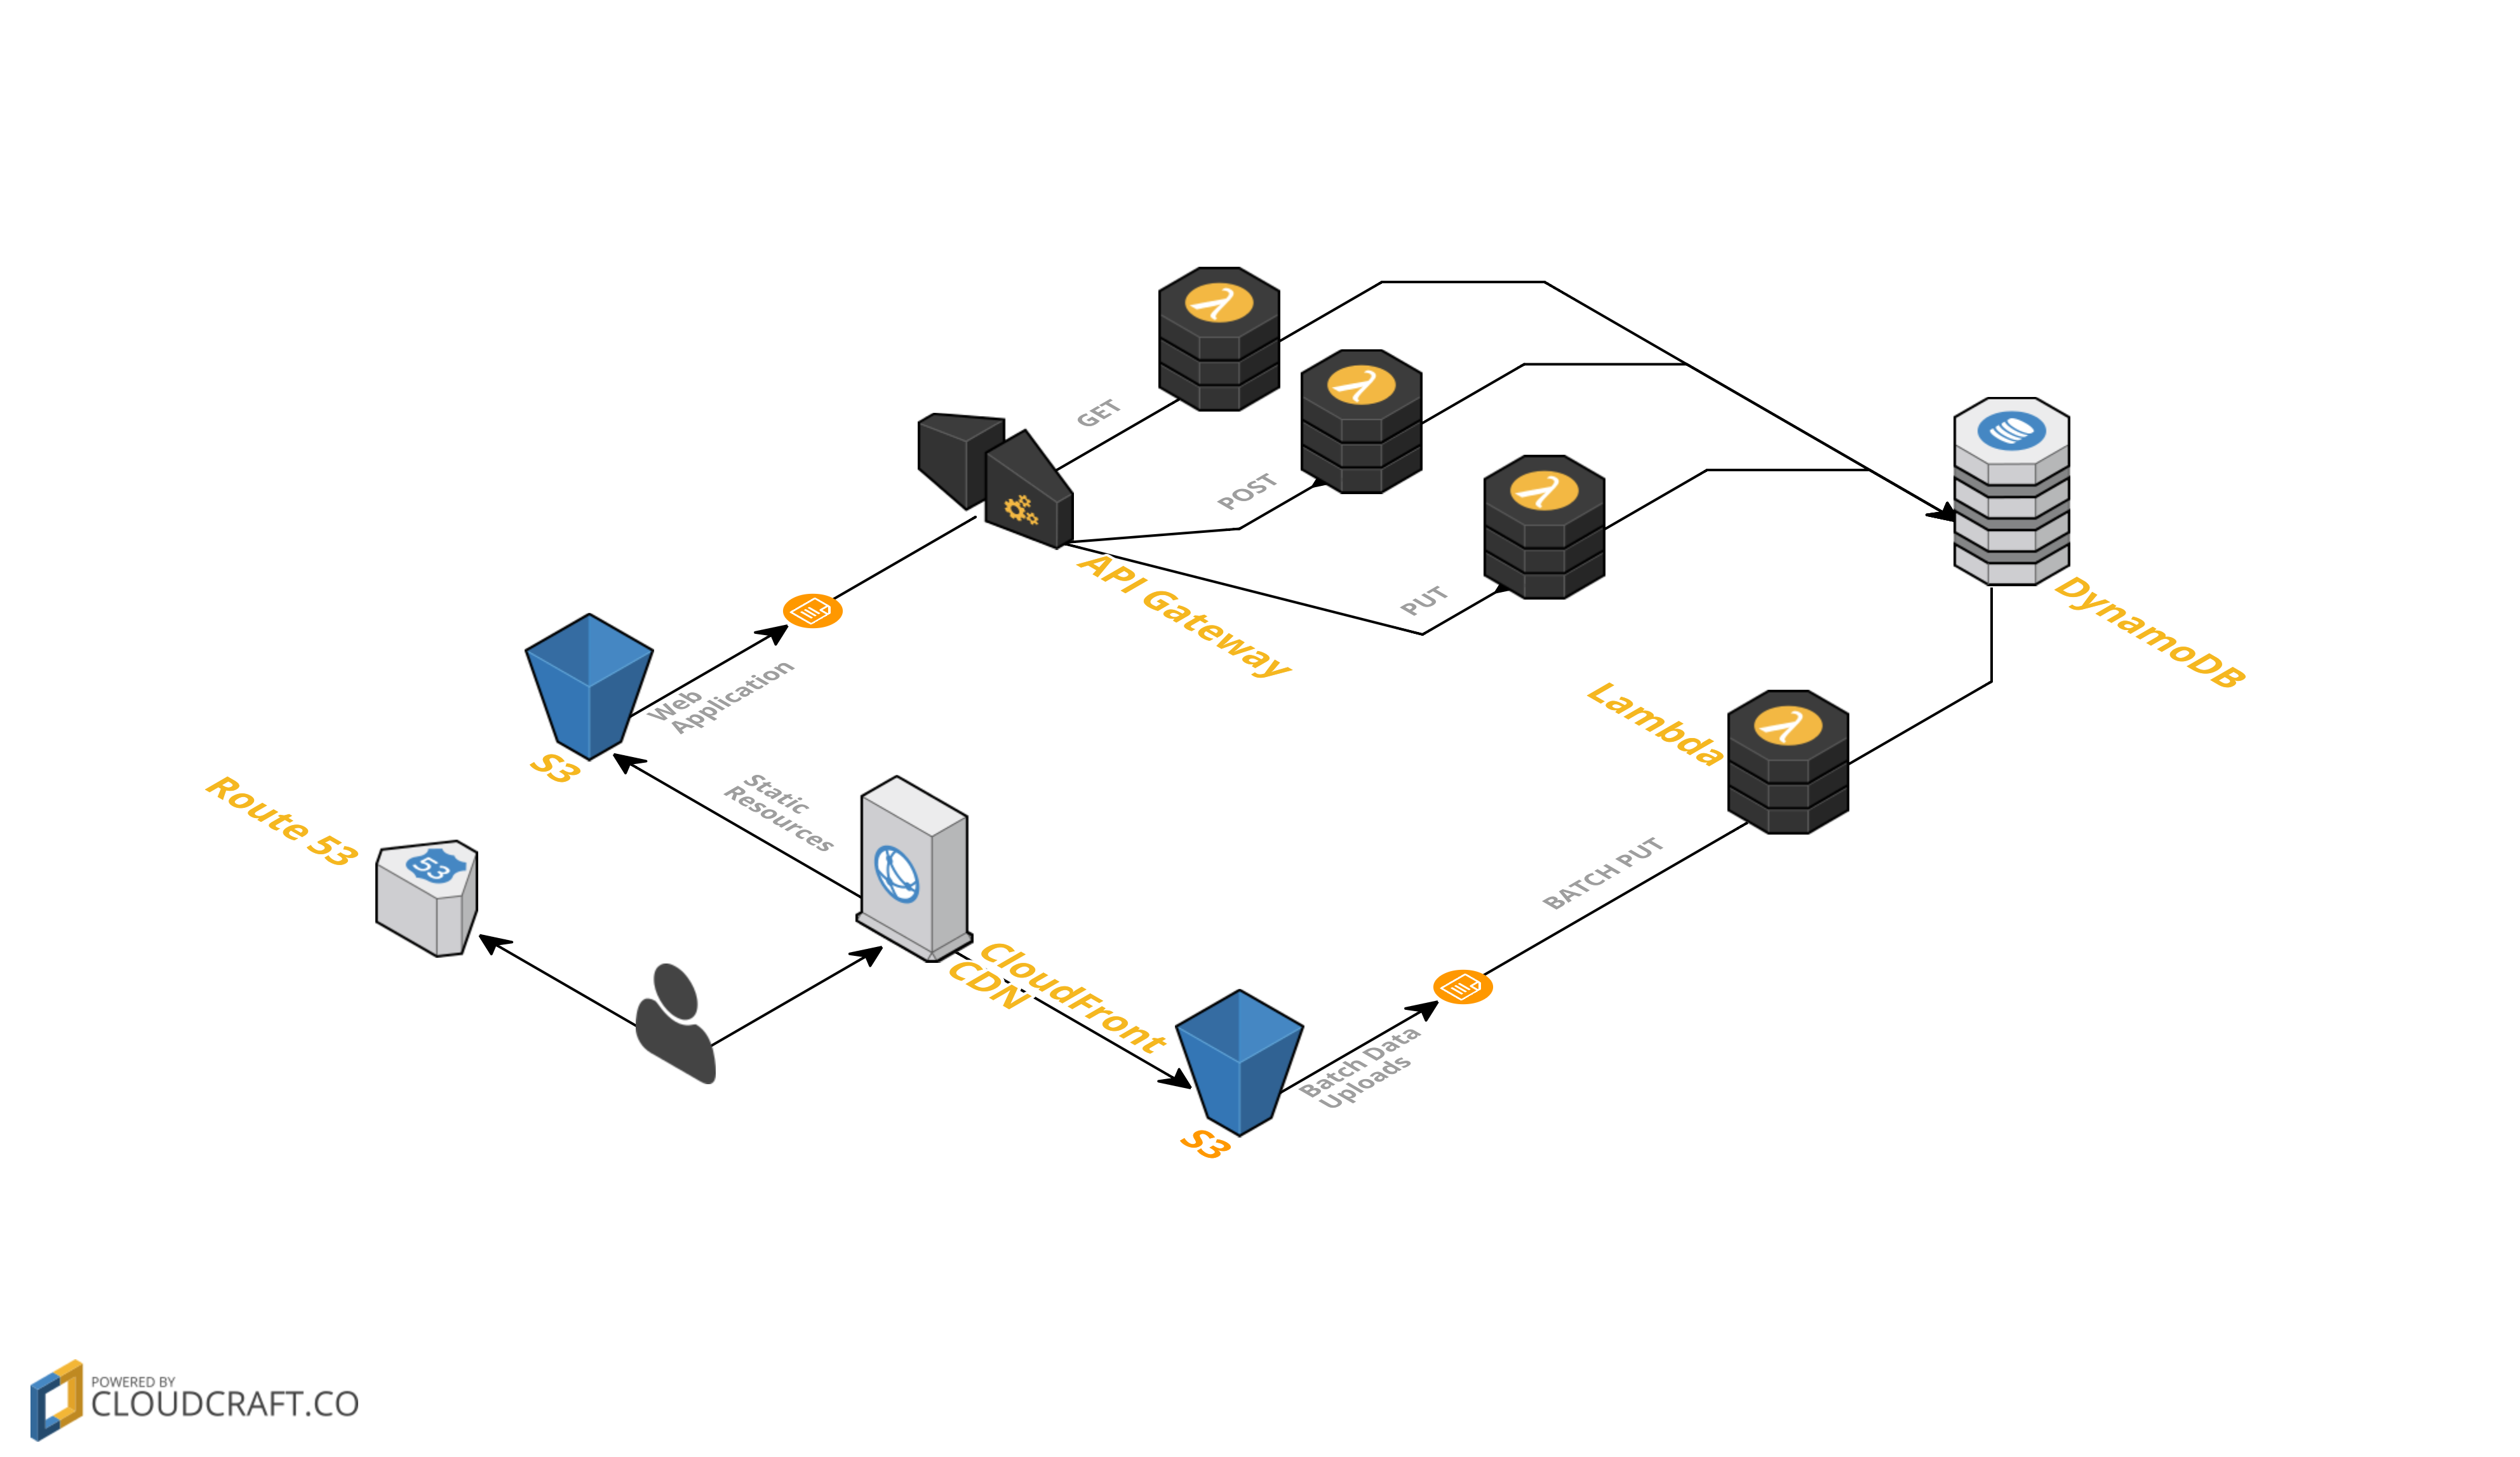 GET
POST
PUT
API Gateway
DynamoDB
Lambda
Web
Application
S3
Static
Resources
Route 53
53
BATCH PUT
CloudFront
CDN
Batch Data
Uploads
S3
POWERED BY
CLOUDCRAFT.CO